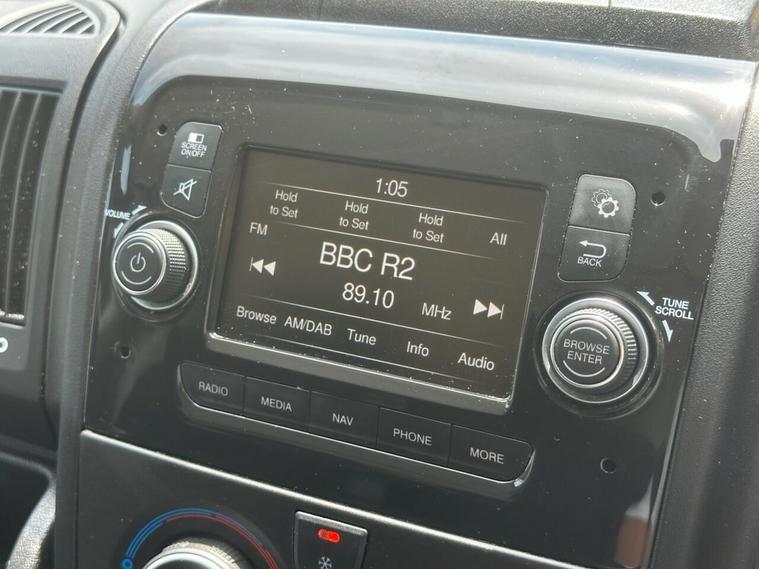 SCREEN
ON/OFF
VOLUME
1:05
Hold
to Set
Hold
to Set
Hold
to Set
All
FM
BBC R2
89.10
MHz
Browse AM/DAB Tune Info Audio
BACK
TUNE
SCROLL
BROWSE
ENTER
RADIO MEDIA NAV PHONE MORE